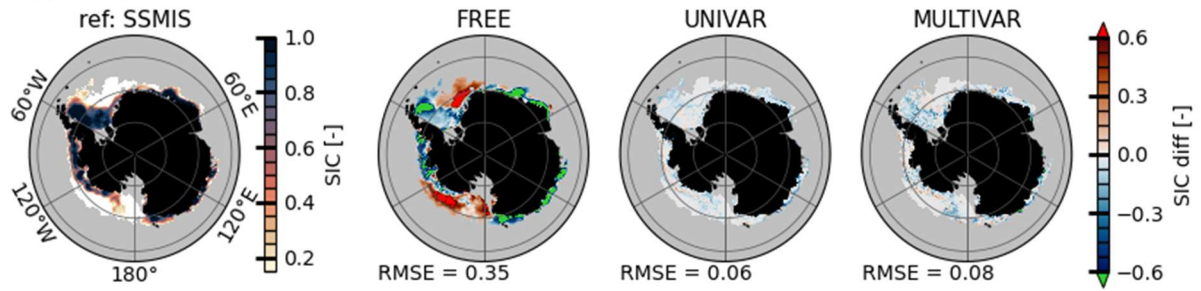 ref: SSMIS
FREE
UNIVAR
MULTIVAR
60°W
60°E
120°W
120°E
180°
1.0
0.8
0.6
0.4
0.2
SIC [-]
RMSE = 0.35
RMSE = 0.06
RMSE = 0.08
0.6
0.3
0.0
−0.3
−0.6
SIC diff [-]